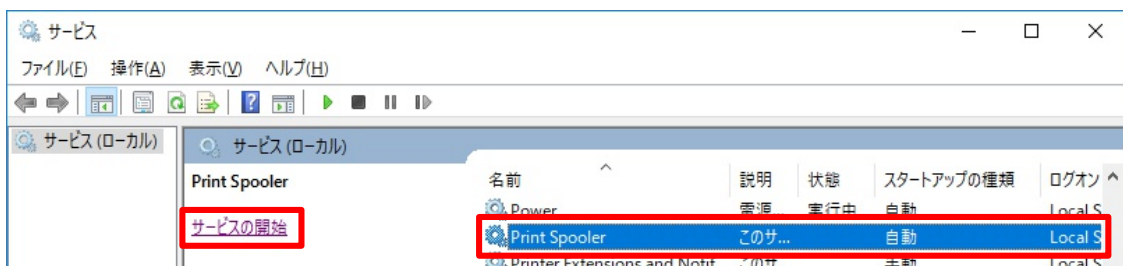 サービス
ファイル(F) 操作(A) 表示(V) ヘルプ(H)
サービス (ローカル)
サービス (ローカル)
Print Spooler
サービスの開始
名前 説明 状態 スタートアップの種類 ログオン
Power 電源... 実行中 自動 Local S
Print Spooler このサ... 自動 Local S
Printer Extensions and Notif... このサ... 手動 Local S